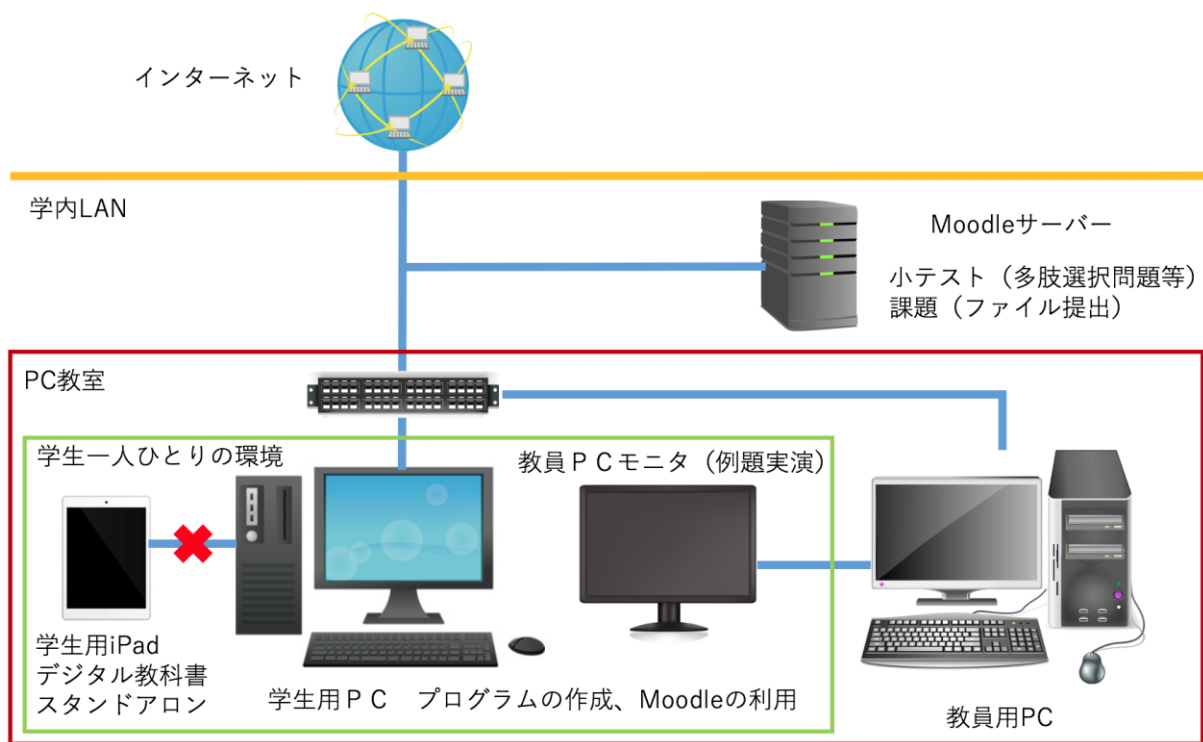 インターネット
学内LAN
Moodleサーバー
小テスト（多肢選択問題等）
課題（ファイル提出）
PC教室
学生一人ひとりの環境
教員ＰＣモニタ（例題実演）
学生用iPad
デジタル教科書
スタンドアロン
学生用ＰＣ　プログラムの作成、Moodleの利用
教員用PC